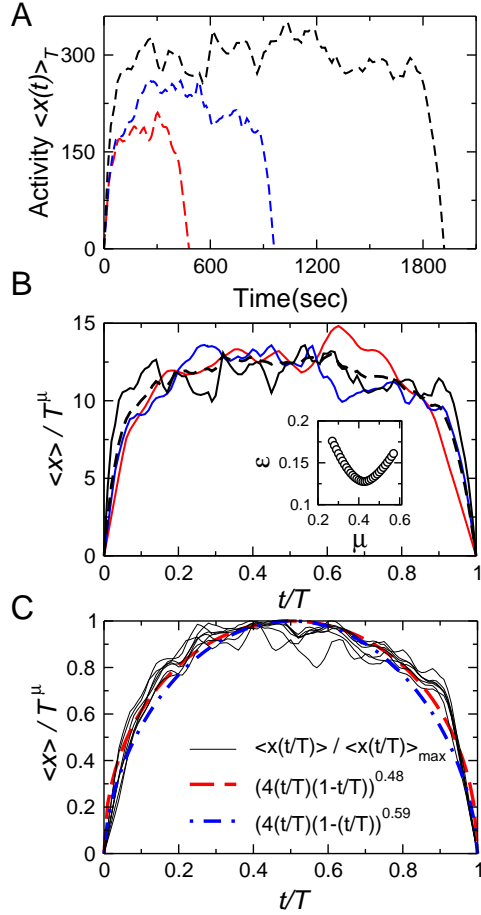 A
Activity <x(t)>T
300
150
0
0
600
1200
1800
Time(sec)
B
<x> / T^μ
15
10
5
0
0
0.2
0.4
0.6
0.8
1
t/T
ε
0.2
0.15
0.1
0.2
0.4
0.6
μ
C
<x> / T^μ
1
0.8
0.6
0.4
0.2
0
<x(t/T)> / <x(t/T)>max
(4(t/T)(1-t/T))^0.48
(4(t/T)(1-(t/T))^0.59
0
0.2
0.4
0.6
0.8
1
t/T